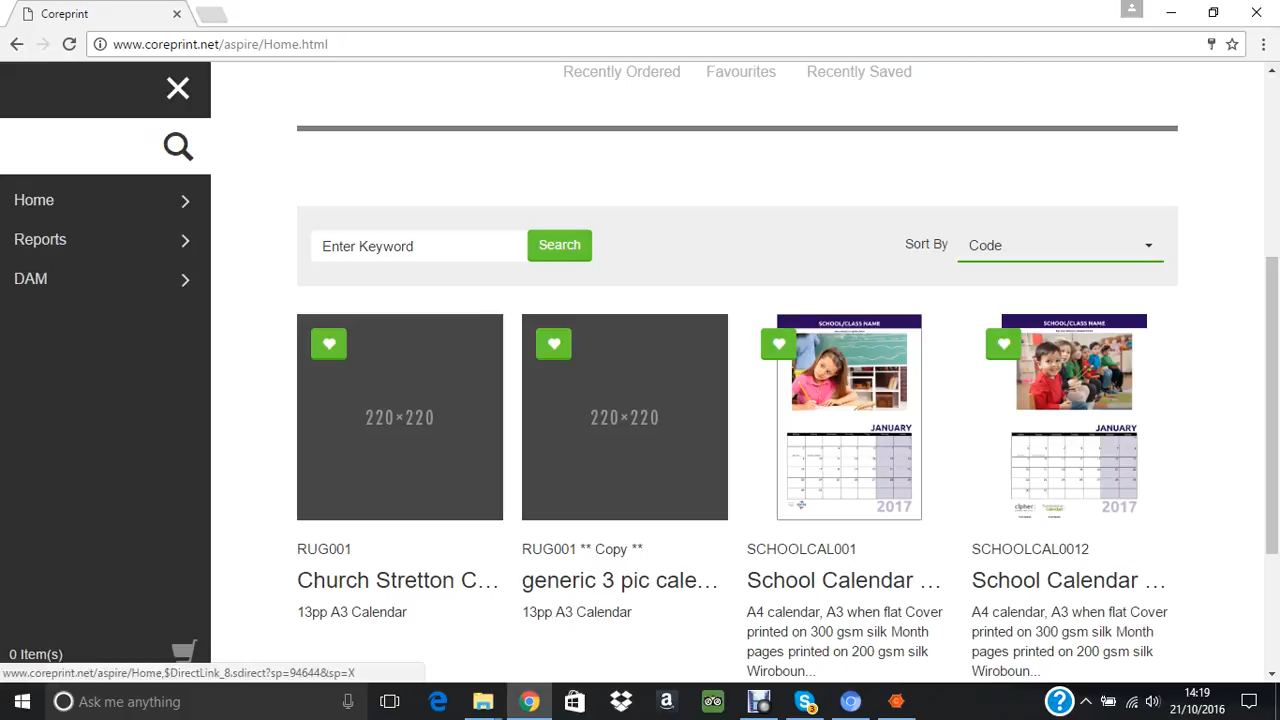 Coreprint
www.coreprint.net/aspire/Home.html
Recently Ordered Favourites Recently Saved
Home
Reports
DAM
Enter Keyword Search Sort By Code
220×220 220×220
SCHOOL/CLASS NAME SCHOOL/CLASS NAME
JANUARY JANUARY
2017 2017
cipher
RUG001 RUG001 ** Copy ** SCHOOLCAL001 SCHOOLCAL0012
Church Stretton C... generic 3 pic cale... School Calendar ... School Calendar ...
13pp A3 Calendar 13pp A3 Calendar A4 calendar, A3 when flat Cover A4 calendar, A3 when flat Cover
printed on 300 gsm silk Month printed on 300 gsm silk Month
pages printed on 200 gsm silk pages printed on 200 gsm silk
Wiroboun... Wiroboun...
0 Item(s)
www.coreprint.net/aspire/Home,$DirectLink_8.sdirect?sp=94644&sp=X
Ask me anything
14:19
21/10/2016